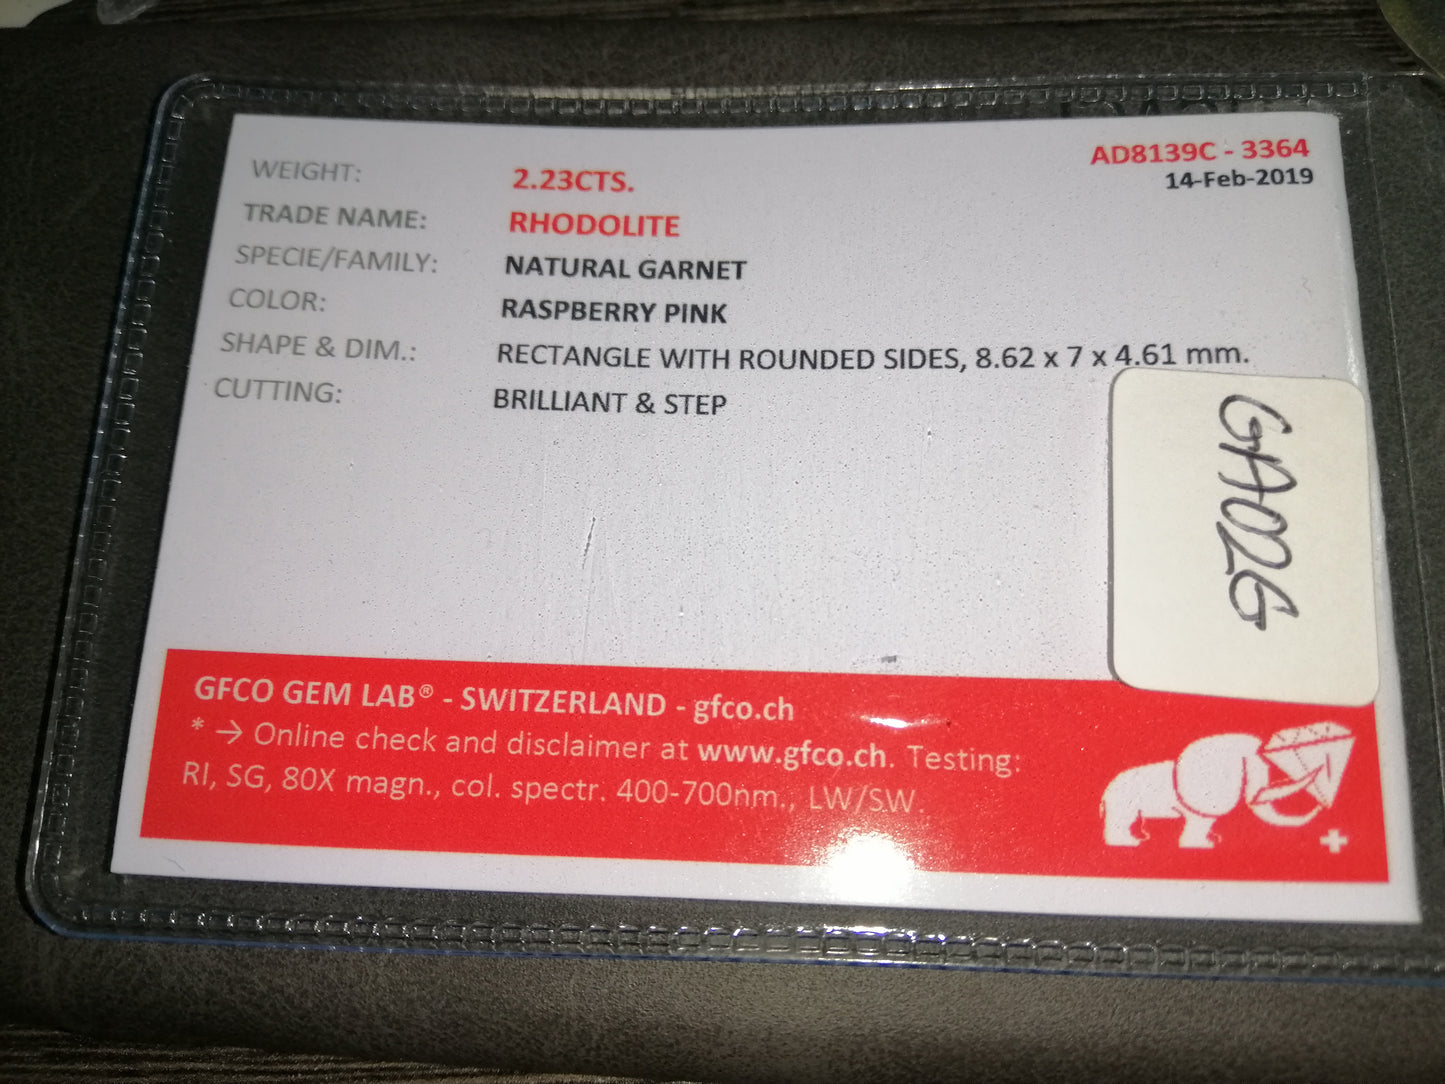 AD8139C - 3364
14-Feb-2019
WEIGHT: 2.23CTS.
TRADE NAME: RHODOLITE
SPECIE/FAMILY: NATURAL GARNET
COLOR: RASPBERRY PINK
SHAPE & DIM.: RECTANGLE WITH ROUNDED SIDES, 8.62 x 7 x 4.61 mm.
CUTTING: BRILLIANT & STEP
GA026
GFCO GEM LAB® - SWITZERLAND - gfco.ch
* → Online check and disclaimer at www.gfco.ch. Testing:
RI, SG, 80X magn., col. spectr. 400-700nm., LW/SW.